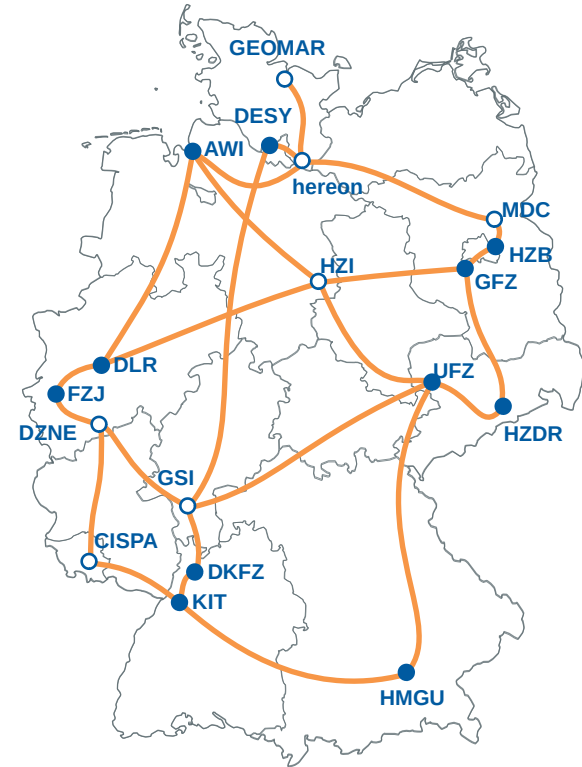 GEOMAR
DESY
AWI
hereon
MDC
HZB
HZI
GFZ
DLR
UFZ
FZJ
HZDR
DZNE
GSI
CISPA
DKFZ
KIT
HMGU